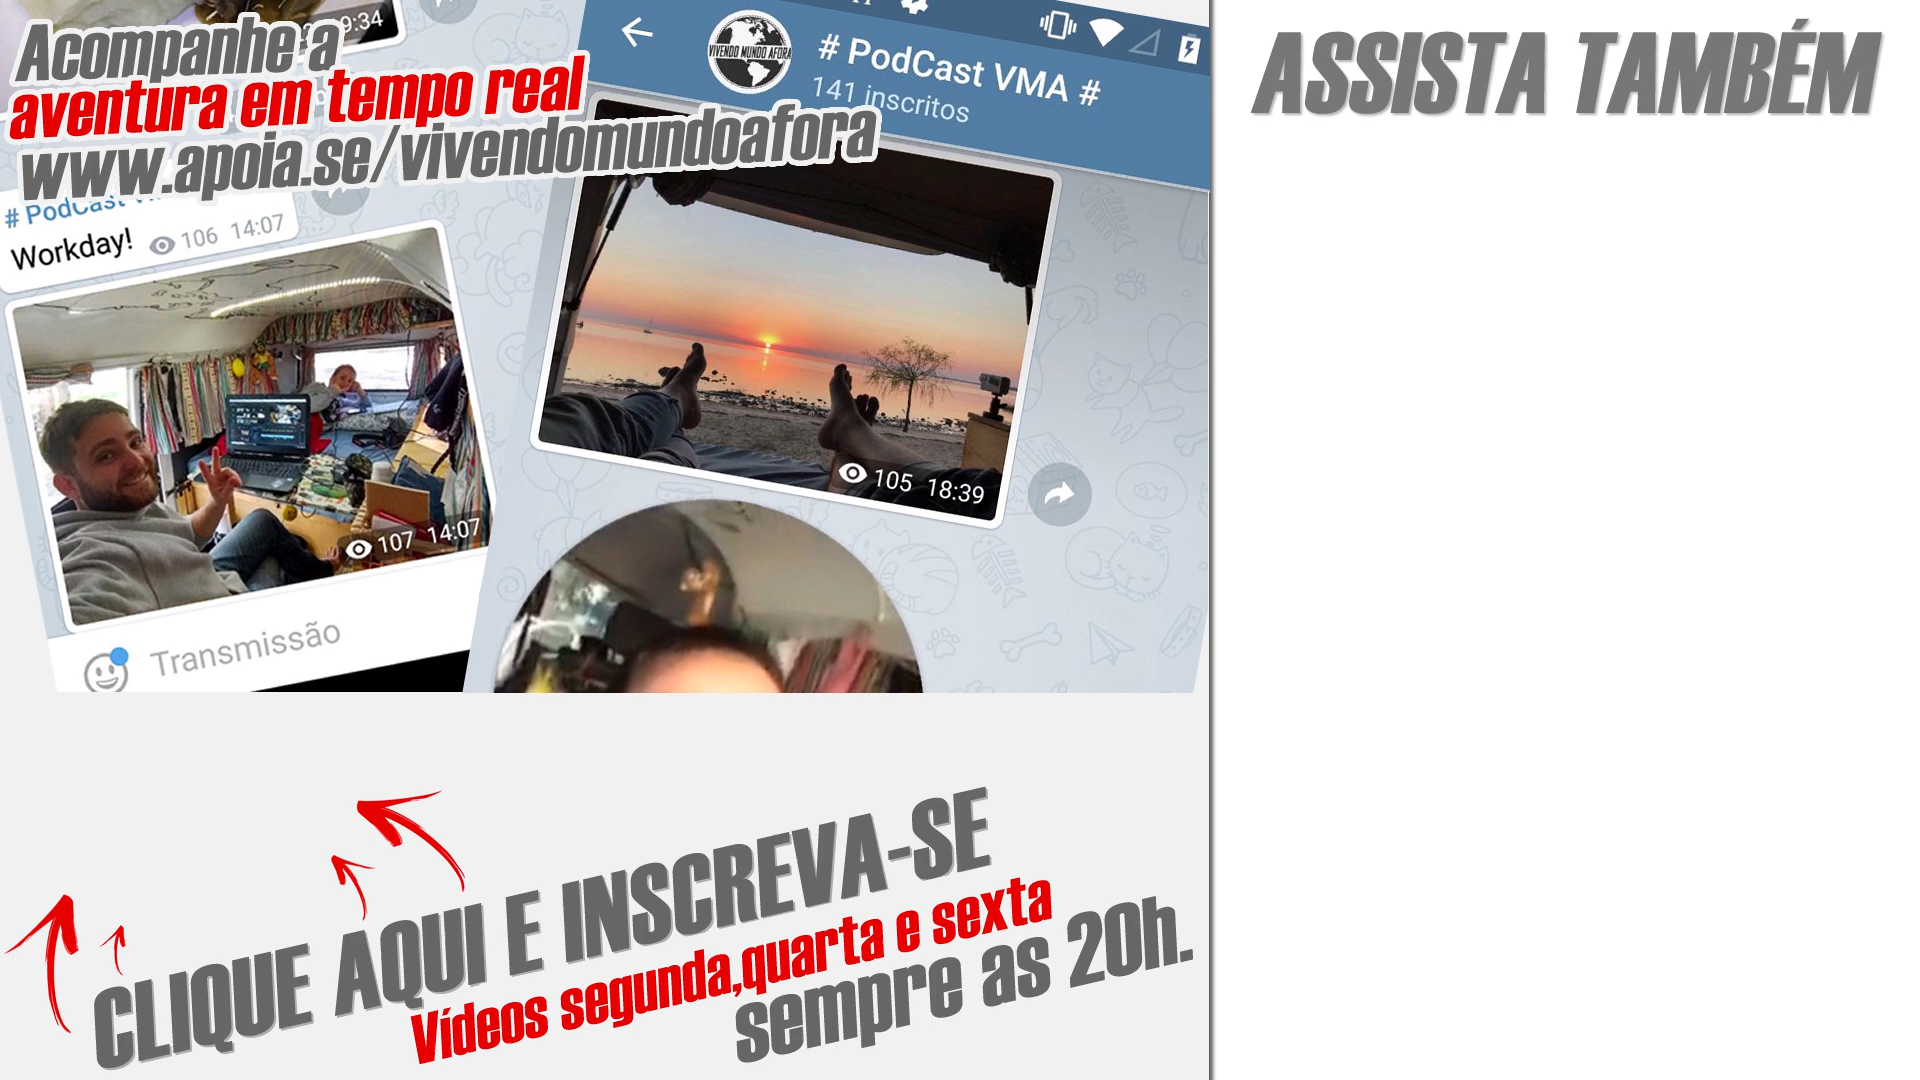 Acompanhe a
aventura em tempo real
www.apoia.se/vivendomundoafora
9:34
# PodCast
Workday! 106 14:07
107 14:07
Transmissão
VIVENDO MUNDO AFORA
# PodCast VMA #
141 inscritos
105 18:39
ASSISTA TAMBÉM
CLIQUE AQUI E INSCREVA-SE
Vídeos segunda,quarta e sexta
sempre as 20h.